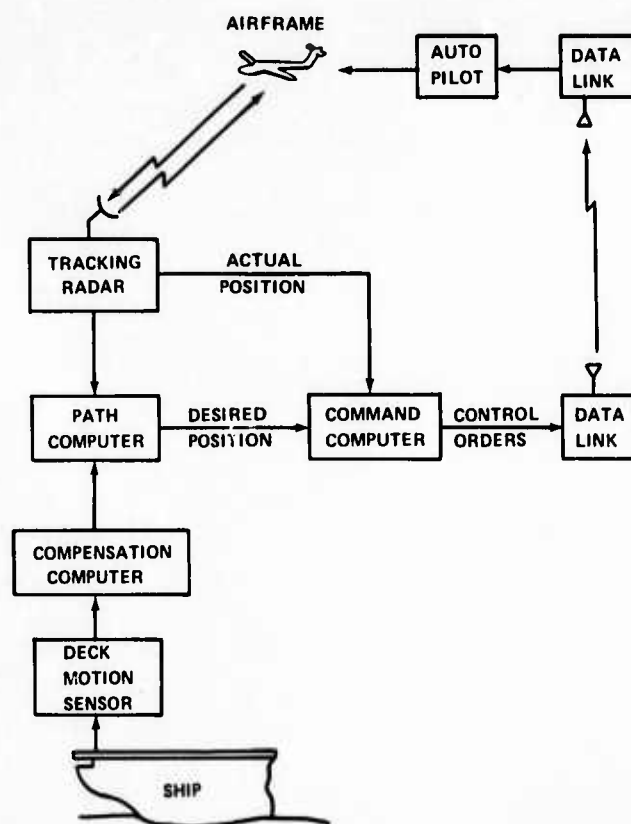 AIRFRAME
AUTO
PILOT
DATA
LINK
TRACKING
RADAR
ACTUAL
POSITION
PATH
COMPUTER
DESIRED
POSITION
COMMAND
COMPUTER
CONTROL
ORDERS
DATA
LINK
COMPENSATION
COMPUTER
DECK
MOTION
SENSOR
SHIP